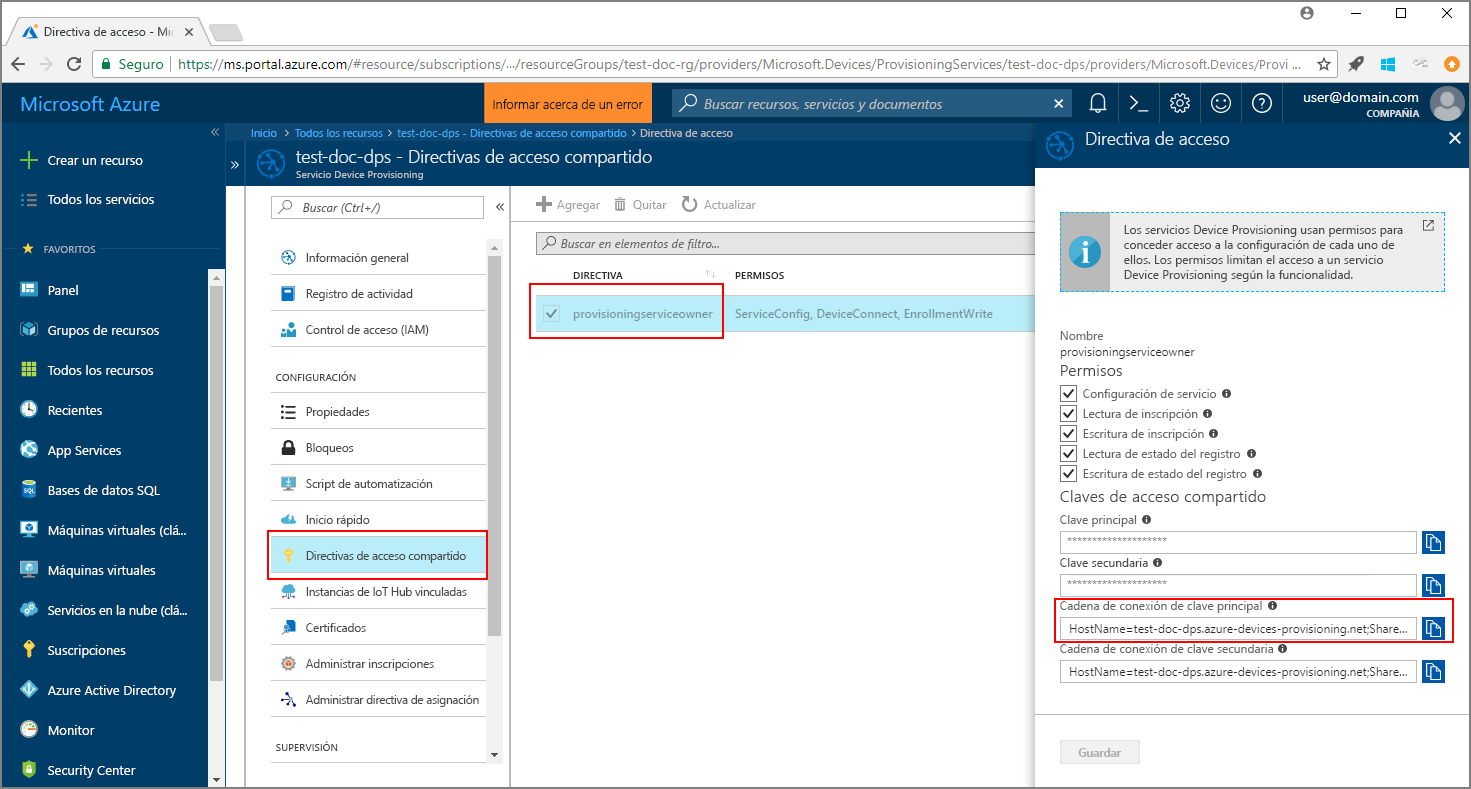 Directiva de acceso - Mi
Seguro
https://ms.portal.azure.com/#resource/subscriptions/.../resourceGroups/test-doc-rg/providers/Microsoft.Devices/ProvisioningServices/test-doc-dps/providers/Microsoft.Devices/Provi ...
Microsoft Azure
Informar acerca de un error
Buscar recursos, servicios y documentos
user@domain.com
COMPAÑÍA
Crear un recurso
Todos los servicios
FAVORITOS
Panel
Grupos de recursos
Todos los recursos
Recientes
App Services
Bases de datos SQL
Máquinas virtuales (clá...
Máquinas virtuales
Servicios en la nube (clá...
Suscripciones
Azure Active Directory
Monitor
Security Center
Inicio > Todos los recursos > test-doc-dps - Directivas de acceso compartido > Directiva de acceso
test-doc-dps - Directivas de acceso compartido
Servicio Device Provisioning
Buscar (Ctrl+/)
Información general
Registro de actividad
Control de acceso (IAM)
CONFIGURACIÓN
Propiedades
Bloqueos
Script de automatización
Inicio rápido
Directivas de acceso compartido
Instancias de IoT Hub vinculadas
Certificados
Administrar inscripciones
Administrar directiva de asignación
SUPERVISIÓN
Agregar Quitar Actualizar
Buscar en elementos de filtro...
DIRECTIVA PERMISOS
provisioningserviceowner ServiceConfig, DeviceConnect, EnrollmentWrite
Directiva de acceso
Los servicios Device Provisioning usan permisos para
conceder acceso a la configuración de cada uno de
ellos. Los permisos limitan el acceso a un servicio
Device Provisioning según la funcionalidad.
Nombre
provisioningserviceowner
Permisos
Configuración de servicio
Lectura de inscripción
Escritura de inscripción
Lectura de estado del registro
Escritura de estado del registro
Claves de acceso compartido
Clave principal
********************
Clave secundaria
********************
Cadena de conexión de clave principal
HostName=test-doc-dps.azure-devices-provisioning.net;Share...
Cadena de conexión de clave secundaria
HostName=test-doc-dps.azure-devices-provisioning.net;Share...
Guardar